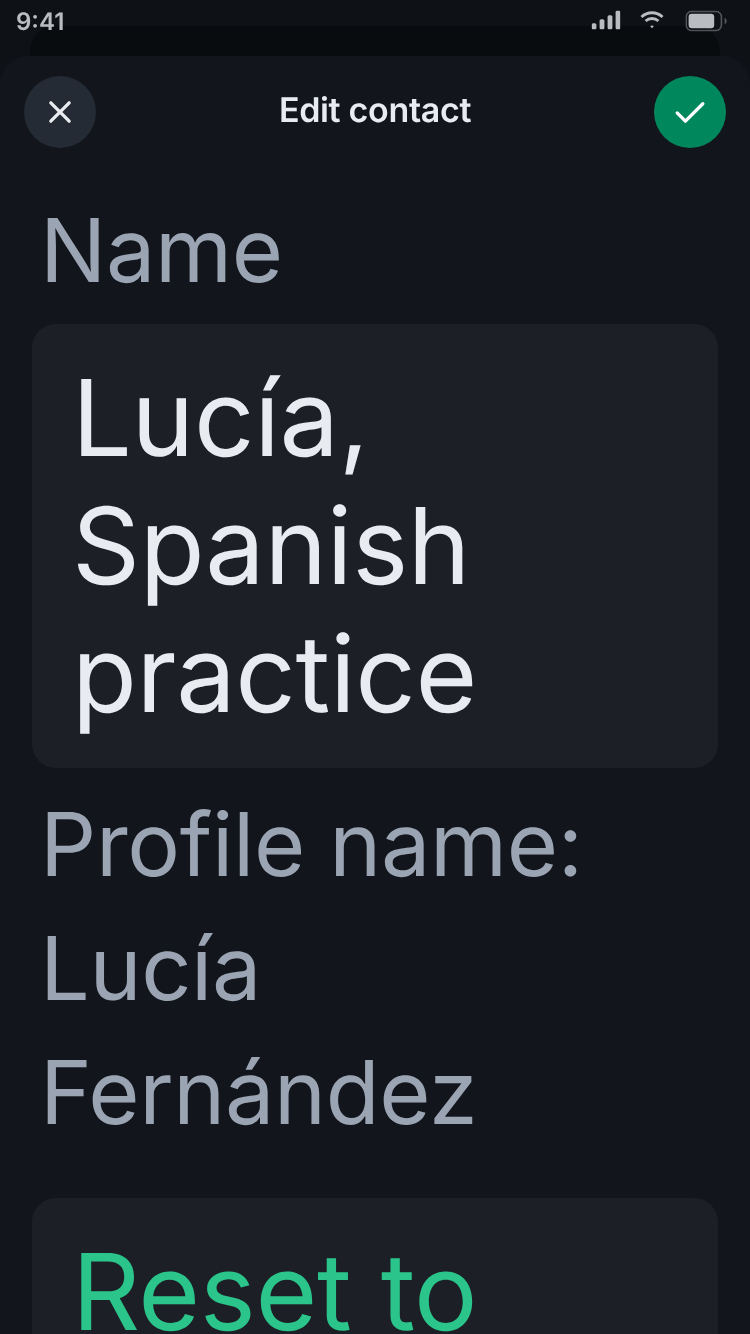 9:41
Edit contact
Name
Lucía,
Spanish
practice
Profile name:
Lucía
Fernández
Reset to